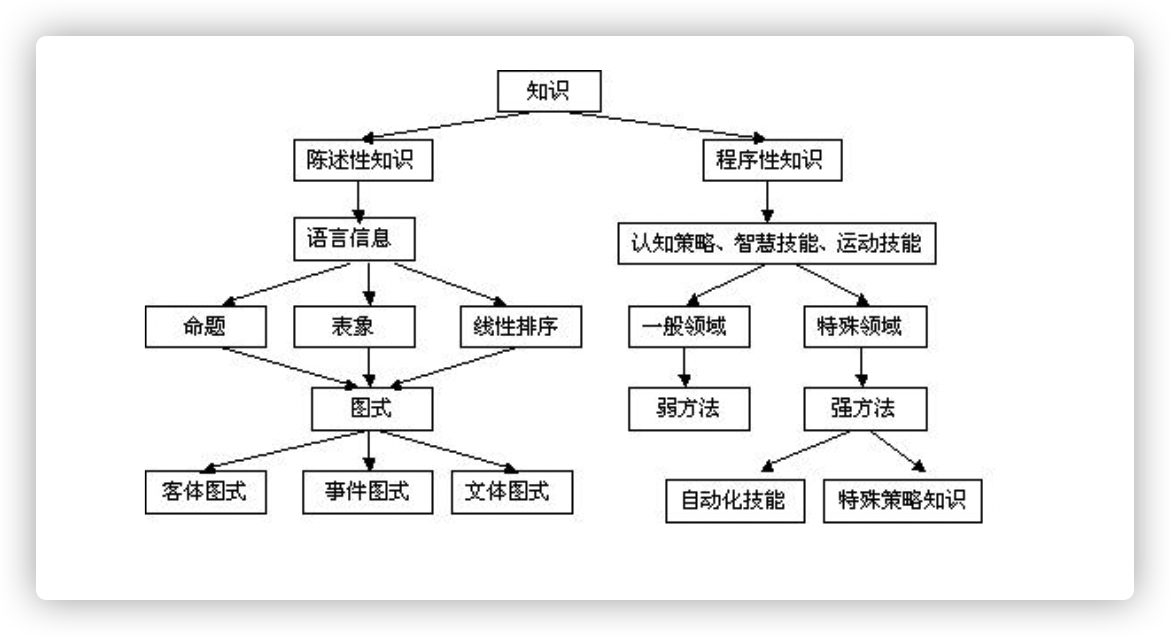 知识
陈述性知识
程序性知识
语言信息
认知策略、智慧技能、运动技能
命题
表象
线性排序
一般领域
特殊领域
图式
弱方法
强方法
客体图式
事件图式
文体图式
自动化技能
特殊策略知识